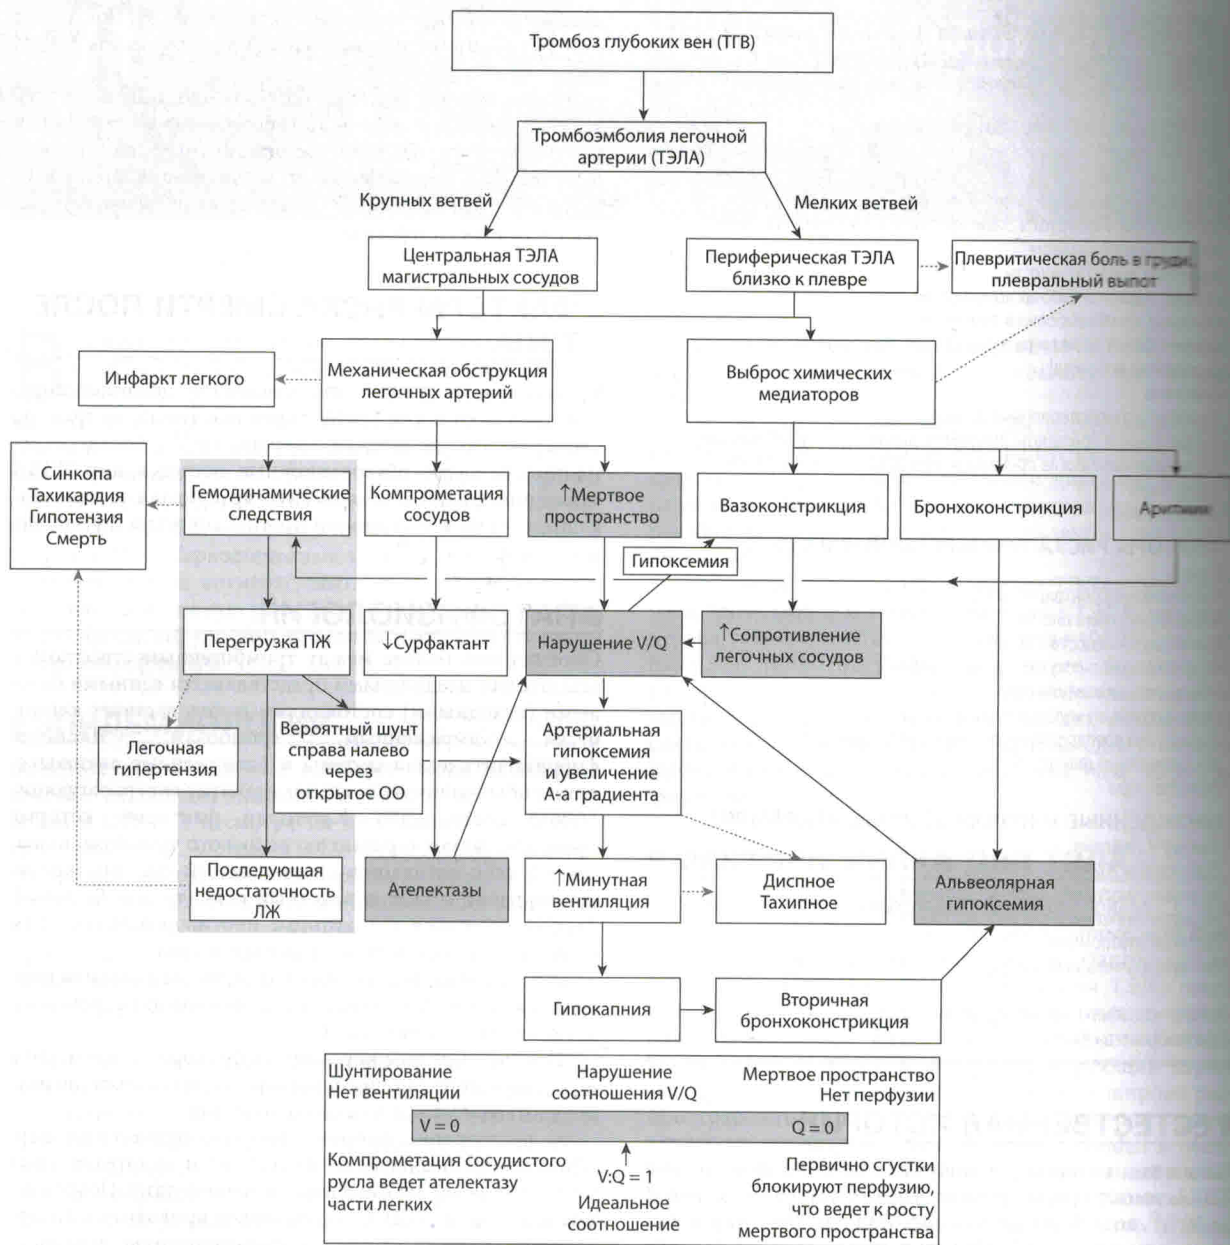 Тромбоз глубоких вен (ТГВ)
Тромбоэмболия легочной
артерии (ТЭЛА)
Крупных ветвей
Мелких ветвей
Центральная ТЭЛА
магистральных сосудов
Периферическая ТЭЛА
близко к плевре
Плевритическая боль в груди,
плевральный выпот
Инфаркт легкого
Механическая обструкция
легочных артерий
Выброс химических
медиаторов
Синкопа
Тахикардия
Гипотензия
Смерть
Гемодинамические
следствия
Компрометация
сосудов
↑Мертвое
пространство
Вазоконстрикция
Бронхоконстрикция
Аритмии
Гипоксемия
Перегрузка ПЖ
↓Сурфактант
Нарушение V/Q
↑Сопротивление
легочных сосудов
Легочная
гипертензия
Вероятный шунт
справа налево
через
открытое ОО
Артериальная
гипоксемия
и увеличение
А-а градиента
Последующая
недостаточность
ЛЖ
Ателектазы
↑Минутная
вентиляция
Диспное
Тахипное
Альвеолярная
гипоксемия
Гипокапния
Вторичная
бронхоконстрикция
Шунтирование
Нет вентиляции
Нарушение
соотношения V/Q
Мертвое пространство
Нет перфузии
V = 0
Q = 0
Компрометация сосудистого
русла ведет ателектазу
части легких
V:Q = 1
Идеальное
соотношение
Первично сгустки
блокируют перфузию,
что ведет к росту
мертвого пространства